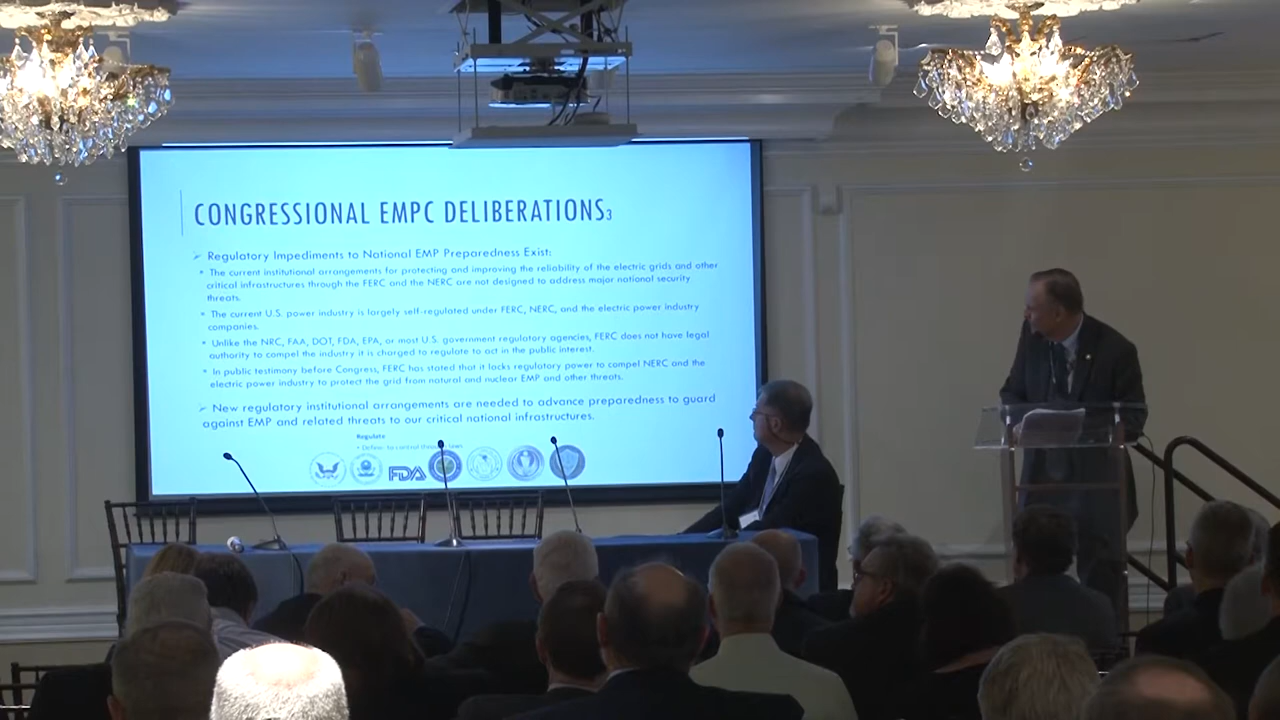 CONGRESSIONAL EMPC DELIBERATIONS3
➢ Regulatory Impediments to National EMP Preparedness Exist:
• The current institutional arrangements for protecting and improving the reliability of the electric grids and other
critical infrastructures through the FERC and the NERC are not designed to address major national security
threats.
• The current U.S. power industry is largely self-regulated under FERC, NERC, and the electric power industry
companies.
• Unlike the NRC, FAA, DOT, FDA, EPA, or most U.S. government regulatory agencies, FERC does not have legal
authority to compel the industry it is charged to regulate to act in the public interest.
• In public testimony before Congress, FERC has stated that it lacks regulatory power to compel NERC and the
electric power industry to protect the grid from natural and nuclear EMP and other threats.
➢ New regulatory institutional arrangements are needed to advance preparedness to guard
against EMP and related threats to our critical national infrastructures.
Regulate
• Define: to control through laws
FDA